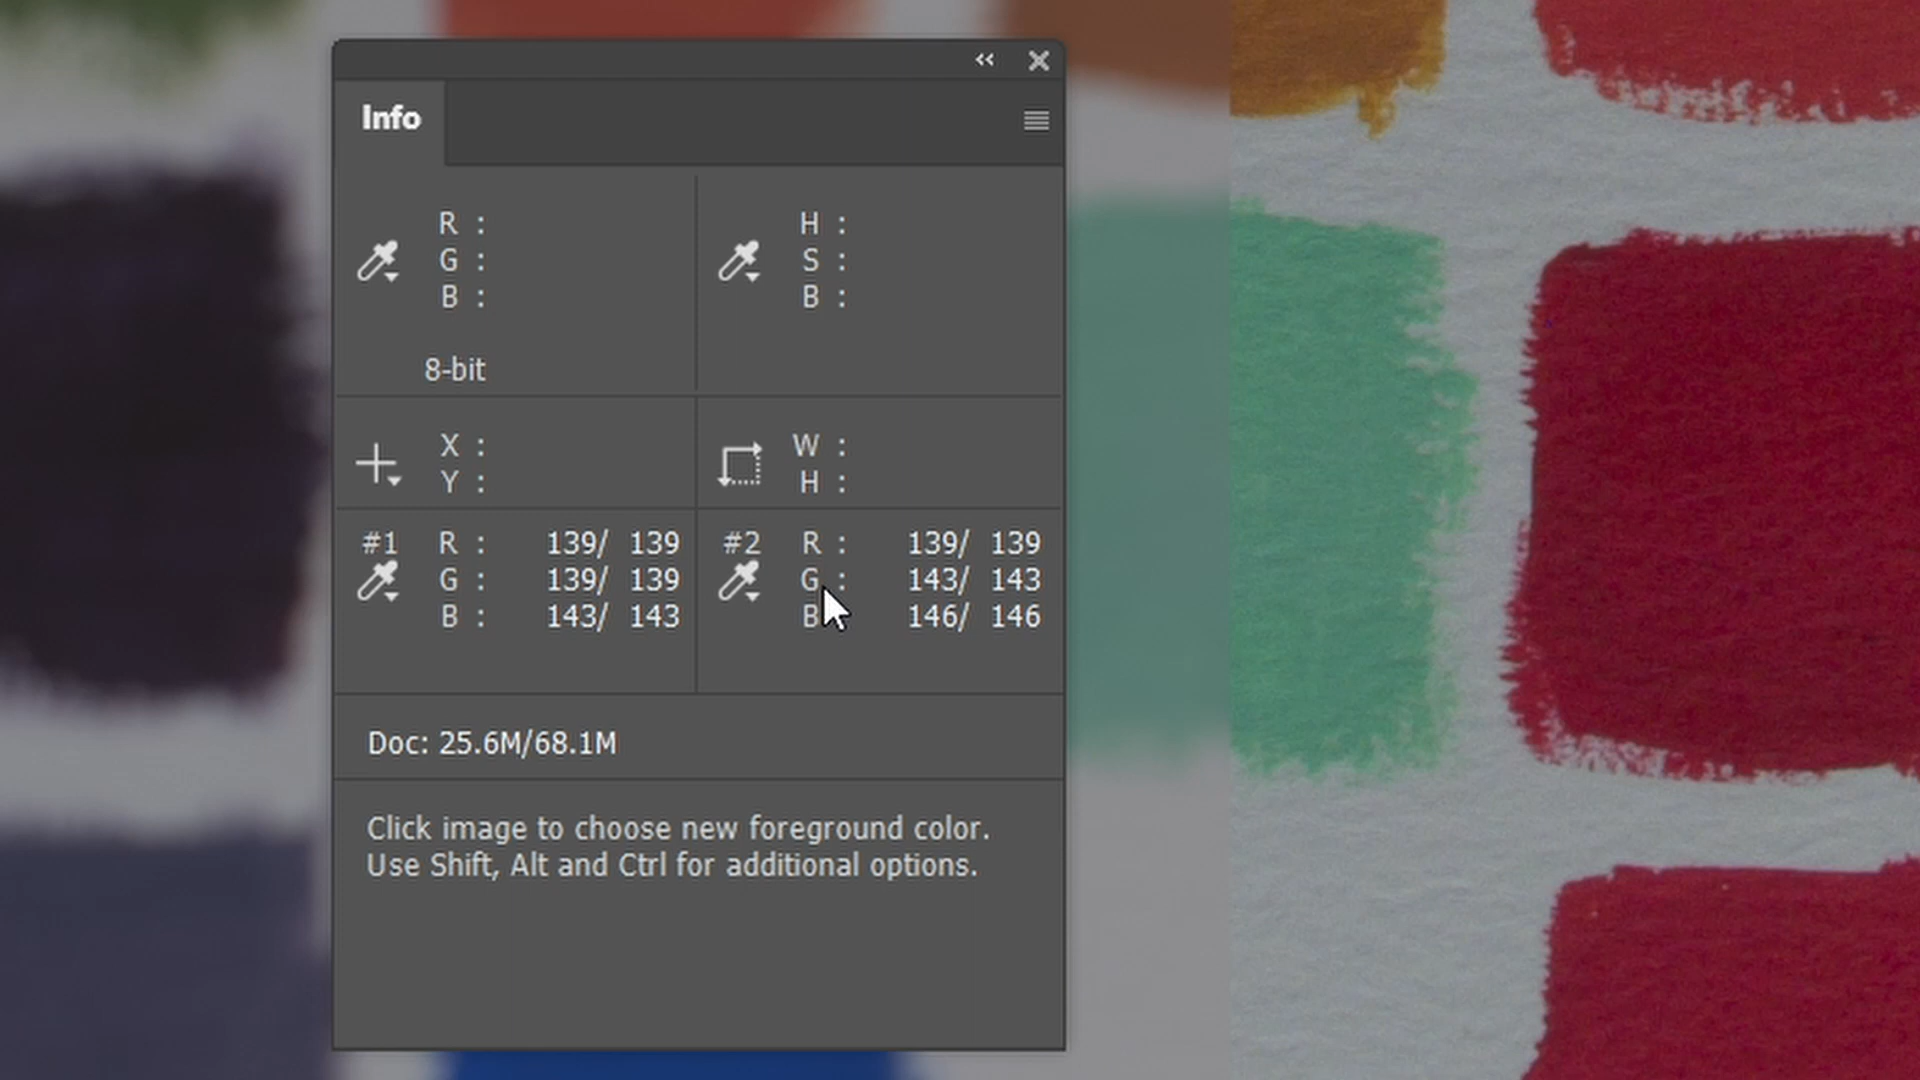 Info
R :
G :
B :
8-bit
H :
S :
B :
X :
Y :
W :
H :
#1 R : 139/ 139
G : 139/ 139
B : 143/ 143
#2 R : 139/ 139
G : 143/ 143
B 146/ 146
Doc: 25.6M/68.1M
Click image to choose new foreground color.
Use Shift, Alt and Ctrl for additional options.